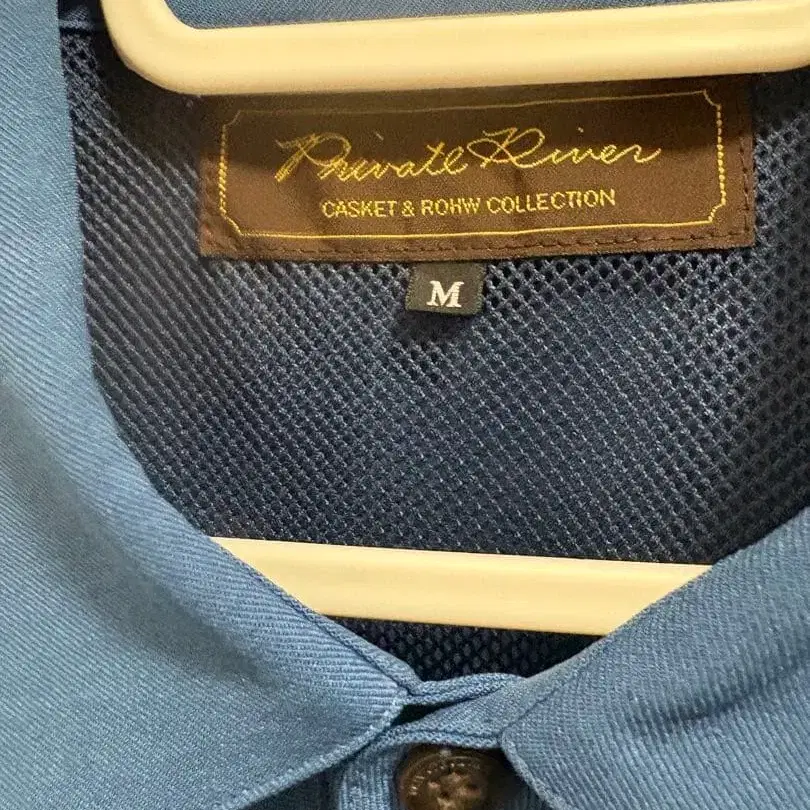 Private River
CASKET & ROHW COLLECTION
M